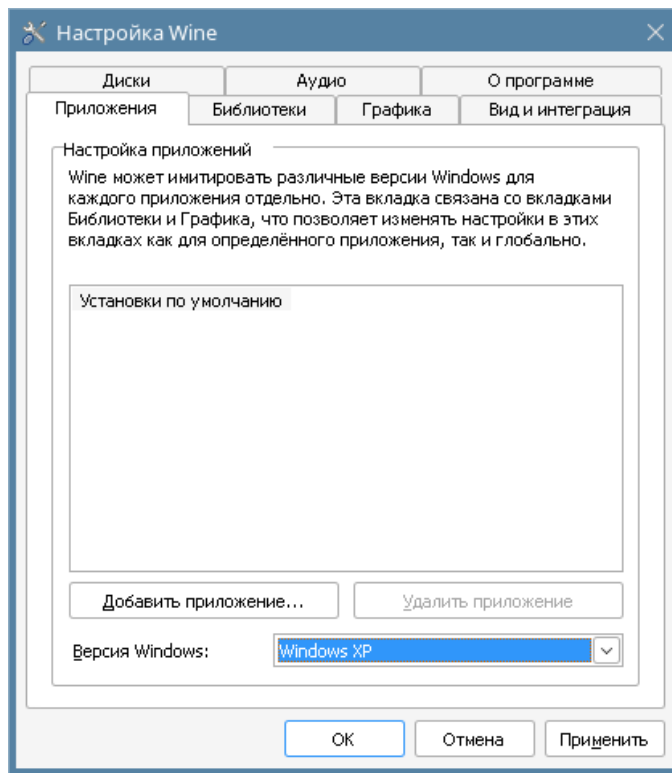 Настройка Wine
Диски
Аудио
О программе
Приложения
Библиотеки
Графика
Вид и интеграция
Настройка приложений
Wine может имитировать различные версии Windows для
каждого приложения отдельно. Эта вкладка связана со вкладками
Библиотеки и Графика, что позволяет изменять настройки в этих
вкладках как для определённого приложения, так и глобально.
Установки по умолчанию
Добавить приложение...
Удалить приложение
Версия Windows:
Windows XP
OK
Отмена
Применить